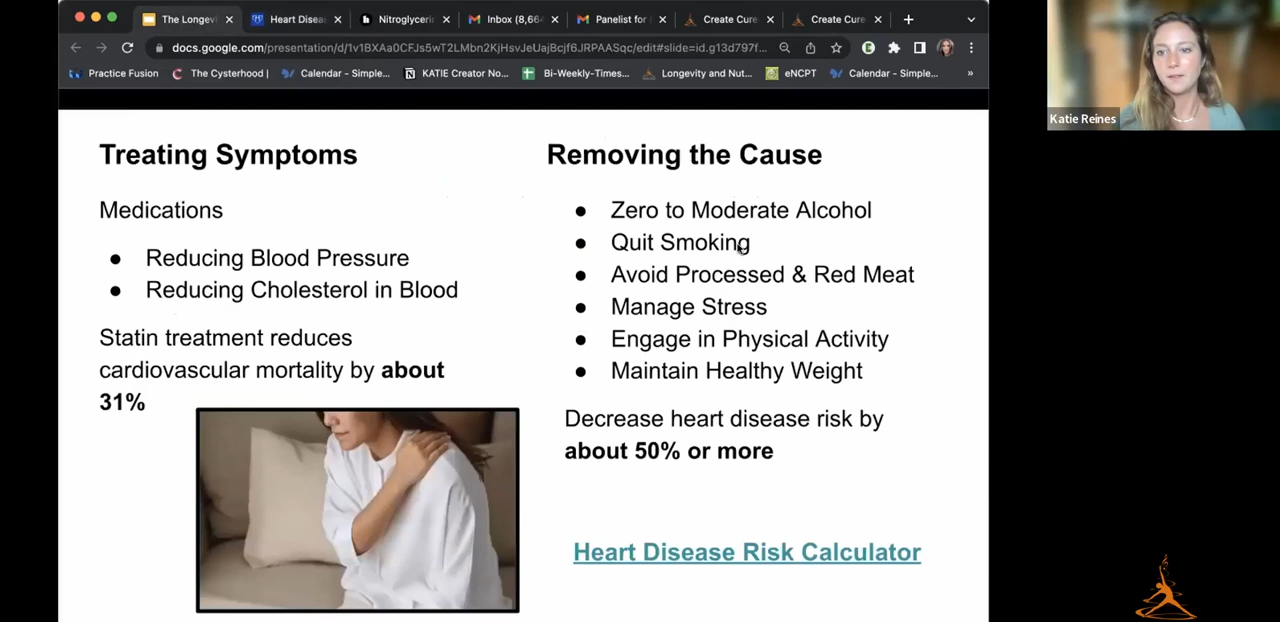 The Longevi
Heart Disea
Nitroglycerin
Inbox (8,66
Panelist for
Create Cure
Create Cure
docs.google.com/presentation/d/1v1BXAa0CFJs5wT2LMbn2KjHsvJeUajBcjf6JRPAASqc/edit#slide=id.g13d797f...
Practice Fusion
The Cysterhood |
Calendar - Simple...
KATIE Creator No...
Bi-Weekly-Times...
Longevity and Nut...
eNCPT
Calendar - Simple...
»
Katie Reines
Treating Symptoms
Medications
● Reducing Blood Pressure
● Reducing Cholesterol in Blood
Statin treatment reduces
cardiovascular mortality by about
31%
Removing the Cause
● Zero to Moderate Alcohol
● Quit Smoking
● Avoid Processed & Red Meat
● Manage Stress
● Engage in Physical Activity
● Maintain Healthy Weight
Decrease heart disease risk by
about 50% or more
Heart Disease Risk Calculator